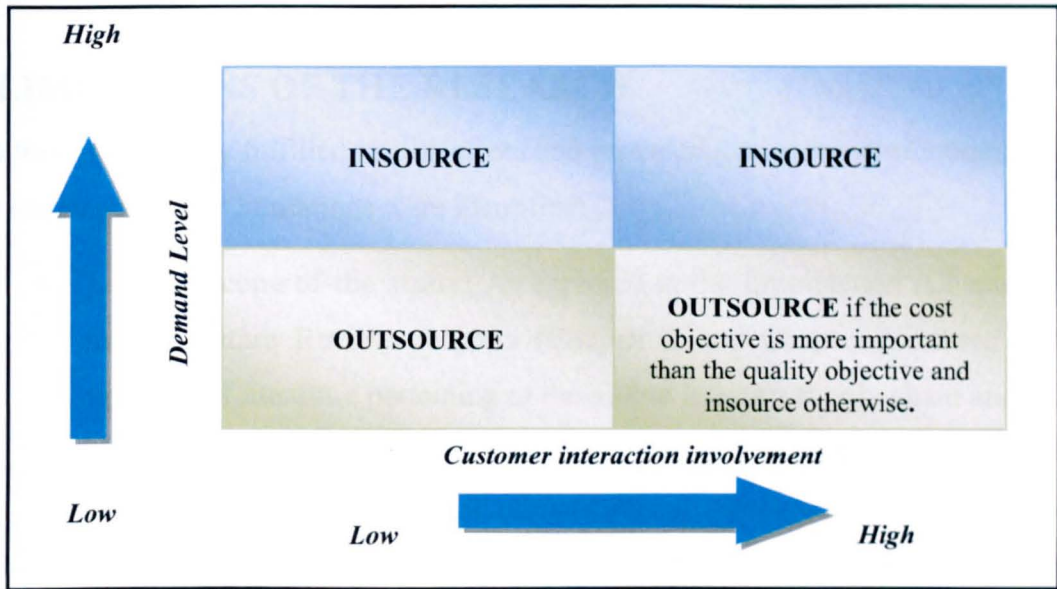 High
INSOURCE
INSOURCE
Demand Level
OUTSOURCE
OUTSOURCE if the cost
objective is more important
than the quality objective and
insource otherwise.
Customer interaction involvement
Low
Low
High